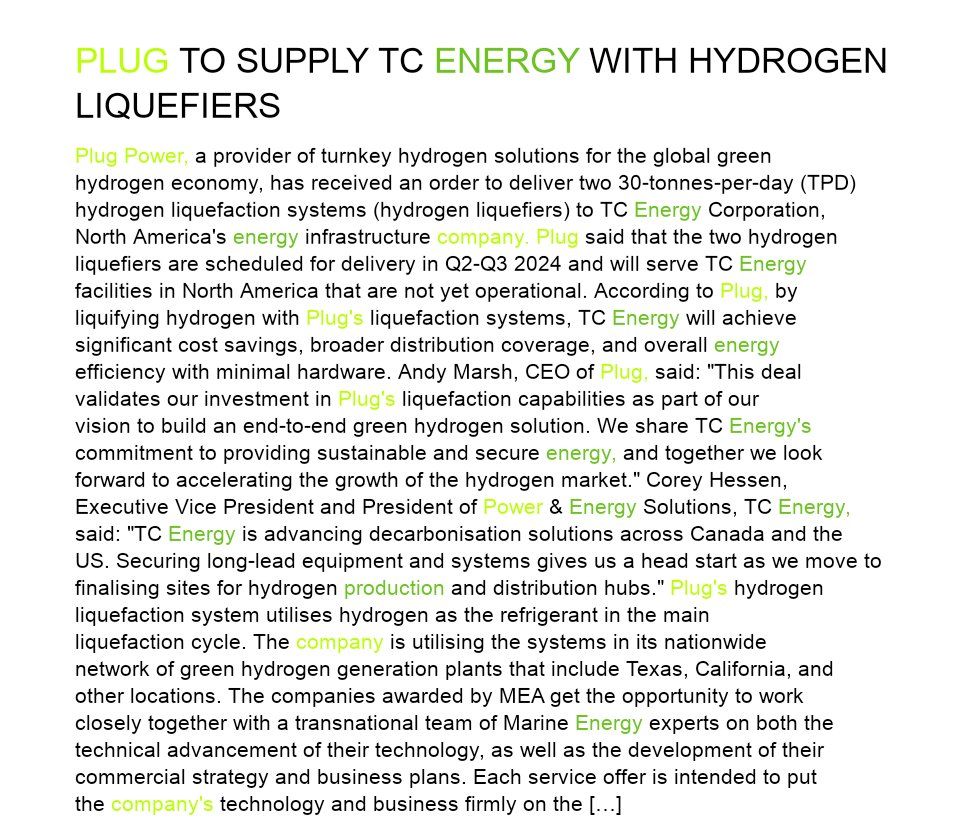 PLUG TO SUPPLY TC ENERGY WITH HYDROGEN
LIQUEFIERS
Plug Power, a provider of turnkey hydrogen solutions for the global green
hydrogen economy, has received an order to deliver two 30-tonnes-per-day (TPD)
hydrogen liquefaction systems (hydrogen liquefiers) to TC Energy Corporation,
North America's energy infrastructure company. Plug said that the two hydrogen
liquefiers are scheduled for delivery in Q2-Q3 2024 and will serve TC Energy
facilities in North America that are not yet operational. According to Plug, by
liquifying hydrogen with Plug's liquefaction systems, TC Energy will achieve
significant cost savings, broader distribution coverage, and overall energy
efficiency with minimal hardware. Andy Marsh, CEO of Plug, said: "This deal
validates our investment in Plug's liquefaction capabilities as part of our
vision to build an end-to-end green hydrogen solution. We share TC Energy's
commitment to providing sustainable and secure energy, and together we look
forward to accelerating the growth of the hydrogen market." Corey Hessen,
Executive Vice President and President of Power & Energy Solutions, TC Energy,
said: "TC Energy is advancing decarbonisation solutions across Canada and the
US. Securing long-lead equipment and systems gives us a head start as we move to
finalising sites for hydrogen production and distribution hubs." Plug's hydrogen
liquefaction system utilises hydrogen as the refrigerant in the main
liquefaction cycle. The company is utilising the systems in its nationwide
network of green hydrogen generation plants that include Texas, California, and
other locations. The companies awarded by MEA get the opportunity to work
closely together with a transnational team of Marine Energy experts on both the
technical advancement of their technology, as well as the development of their
commercial strategy and business plans. Each service offer is intended to put
the company's technology and business firmly on the […]